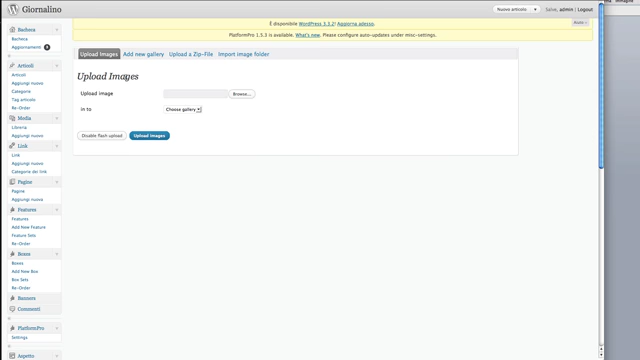 Giornalino
Nuovo articolo
Salve, admin | Logout
È disponibile WordPress 3.3.2! Aggiorna adesso.
Aiuto
PlatformPro 1.5.3 is available. What's new. Please configure auto-updates under misc-settings.
Bacheca
Bacheca
Aggiornamenti
Articoli
Articoli
Aggiungi nuovo
Categorie
Tag articolo
Re-Order
Media
Libreria
Aggiungi nuovo
Link
Link
Aggiungi nuovo
Categorie dei link
Pagine
Pagine
Aggiungi nuovo
Features
Features
Add New Feature
Feature Sets
Re-Order
Boxes
Boxes
Add New Box
Box Sets
Re-Order
Banners
Commenti
PlatformPro
Settings
Aspetto
Upload Images
Add new gallery
Upload a Zip-File
Import image folder
Upload Images
Upload image
Browse...
in to
Choose gallery
Disable flash upload
Upload images